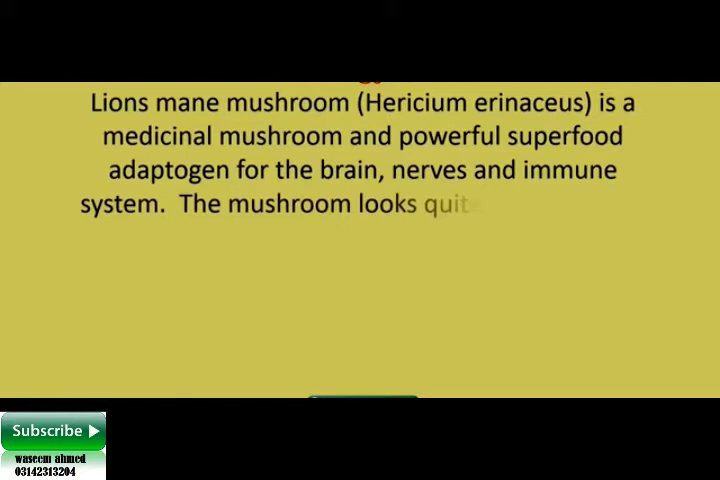 Lions mane mushroom (Hericium erinaceus) is a
medicinal mushroom and powerful superfood
adaptogen for the brain, nerves and immune
system. The mushroom looks quite
Subscribe
waseem ahmed
03142313204